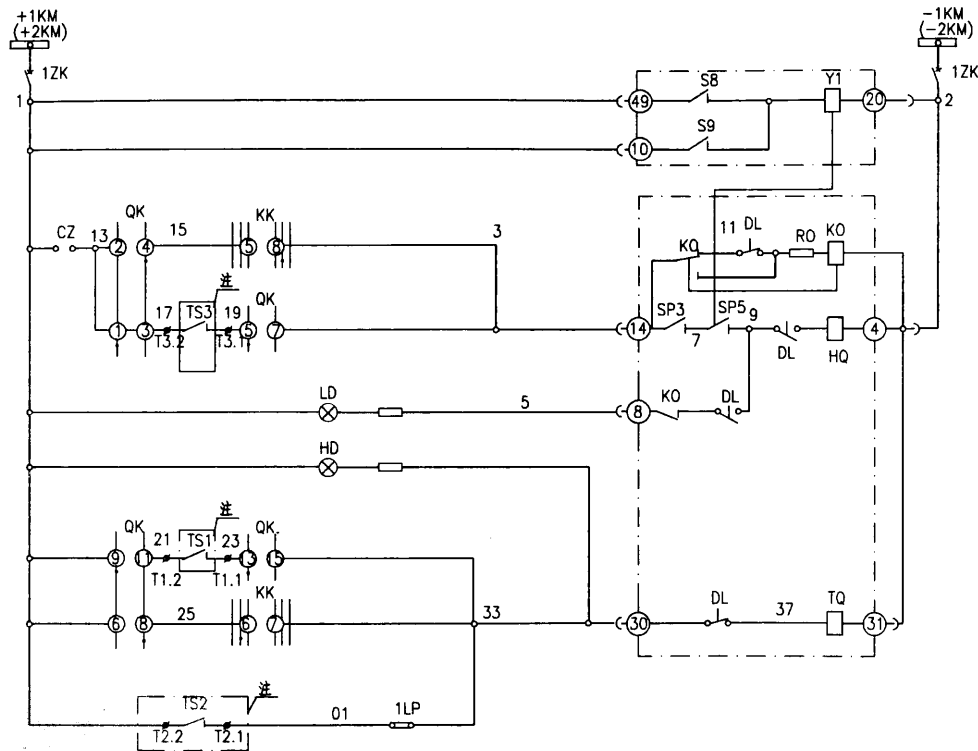 +1KM
(+2KM)
-1KM
(-2KM)
1ZK
1ZK
1
49
S8
Y1
20
2
10
S9
QK
15
KK
3
CZ
13
2
4
5
8
KO
11
DL
RO
KO
注
17
TS3
19
QK
1
3
T3.2
T3.1
5
7
14
SP3
7
SP5
9
DL
HQ
4
LD
5
8
KO
DL
HD
注
QK
21
TS1
23
QK
9
11
T1.2
T1.1
13
15
KK
6
8
25
6
7
33
30
DL
37
TQ
31
注
TS2
01
1LP
T2.2
T2.1